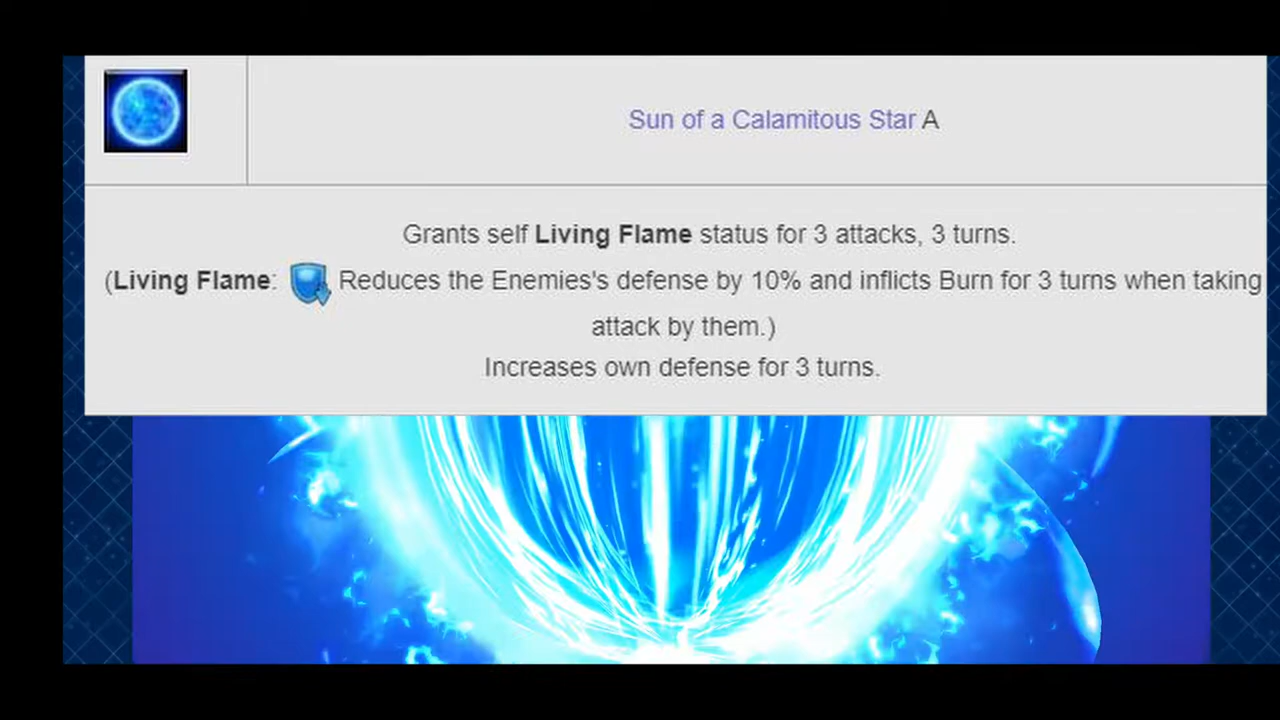 Sun of a Calamitous Star A
Grants self Living Flame status for 3 attacks, 3 turns.
(Living Flame: Reduces the Enemies's defense by 10% and inflicts Burn for 3 turns when taking
attack by them.)
Increases own defense for 3 turns.